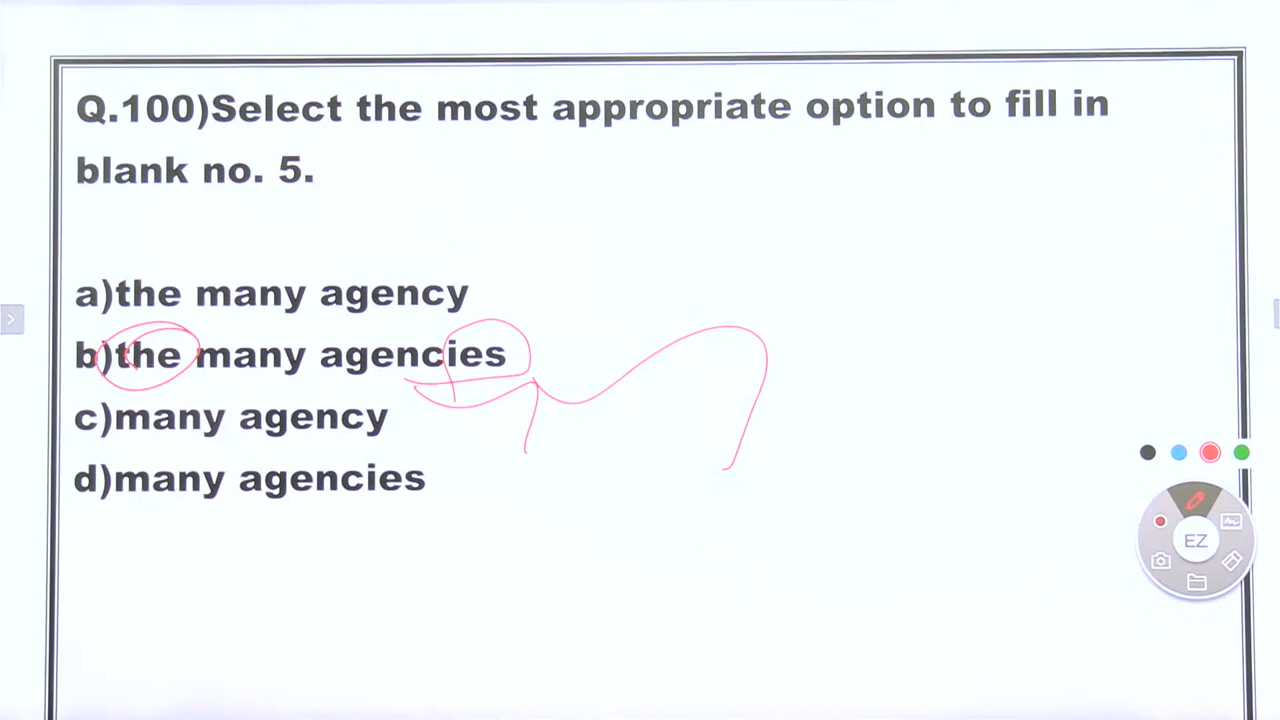 Q.100)Select the most appropriate option to fill in
blank no. 5.
a)the many agency
b)the many agencies
c)many agency
d)many agencies
EZ